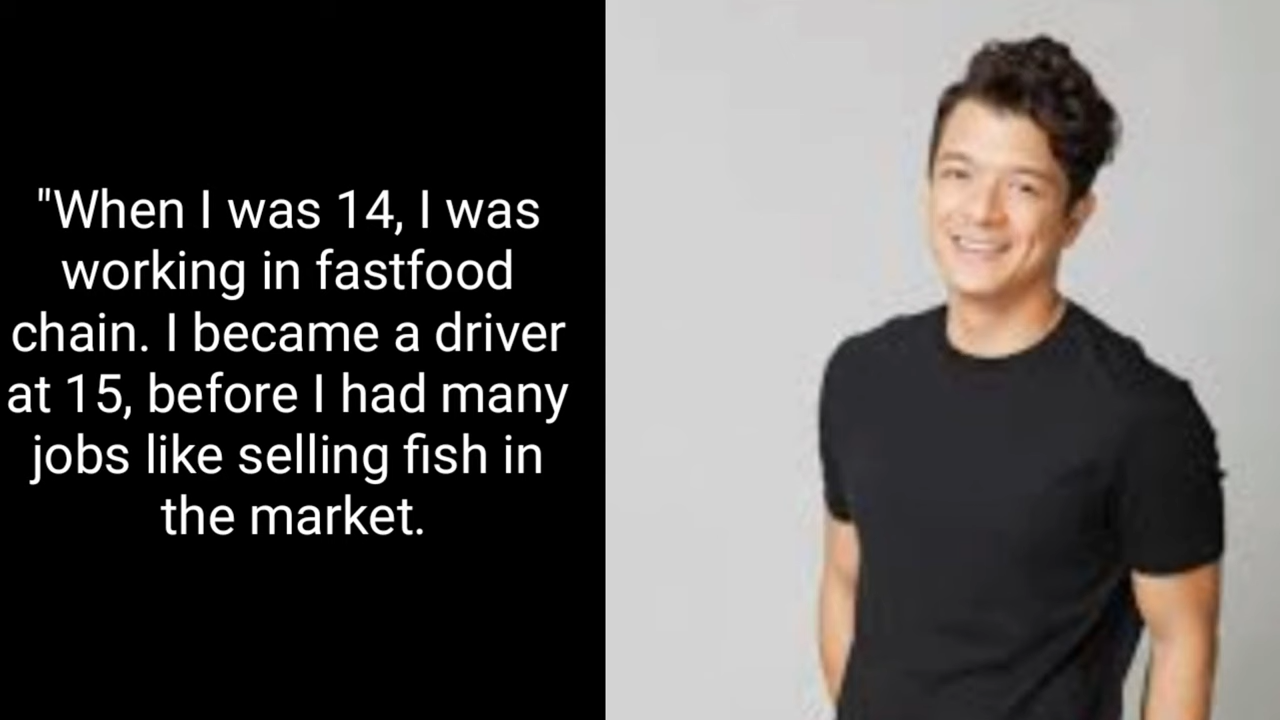 "When I was 14, I was
working in fastfood
chain. I became a driver
at 15, before I had many
jobs like selling fish in
the market.